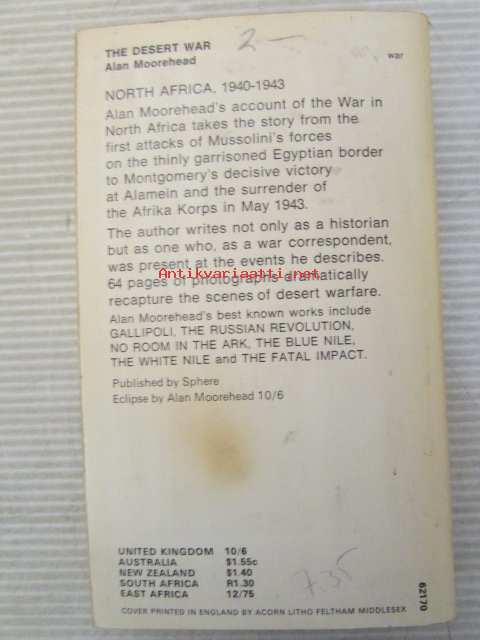 THE DESERT WAR
2—
Alan Moorehead
war
NORTH AFRICA, 1940-1943
Alan Moorehead's account of the War in
North Africa takes the story from the
first attacks of Mussolini's forces
on the thinly garrisoned Egyptian border
to Montgomery's decisive victory
at Alamein and the surrender of
the Afrika Korps in May 1943.
The author writes not only as a historian
but as one who, as a war correspondent,
was present at the events he describes.
Antikvariaatti.net
64 pages of photographs dramatically
recapture the scenes of desert warfare.
Alan Moorehead's best known works include
GALLIPOLI, THE RUSSIAN REVOLUTION,
NO ROOM IN THE ARK, THE BLUE NILE,
THE WHITE NILE and THE FATAL IMPACT.
Published by Sphere
Eclipse by Alan Moorehead 10/6
UNITED KINGDOM 10/6
AUSTRALIA $1.55c
NEW ZEALAND $1.40
SOUTH AFRICA R1.30
EAST AFRICA 12/75
62170
COVER PRINTED IN ENGLAND BY ACORN LITHO FELTHAM MIDDLESEX